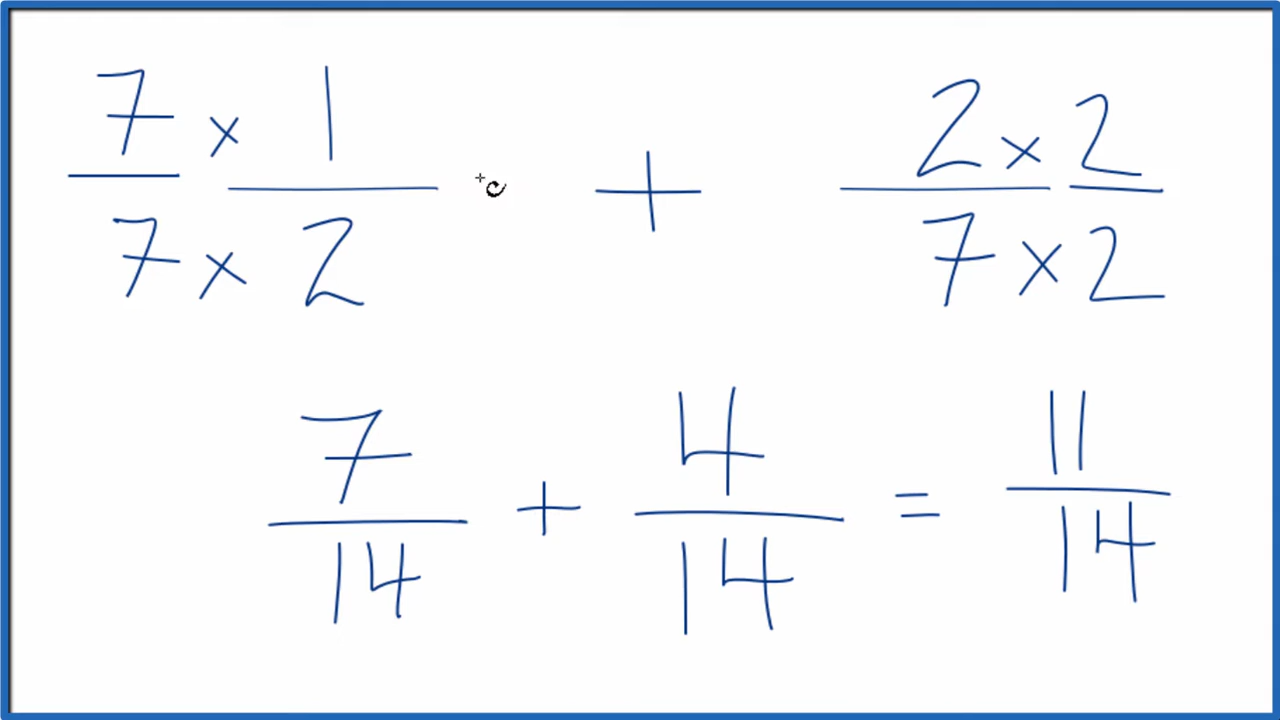 7 × 1 + 2 × 2
7 × 2 7 × 2
7 + 4 = 11
14 14 14